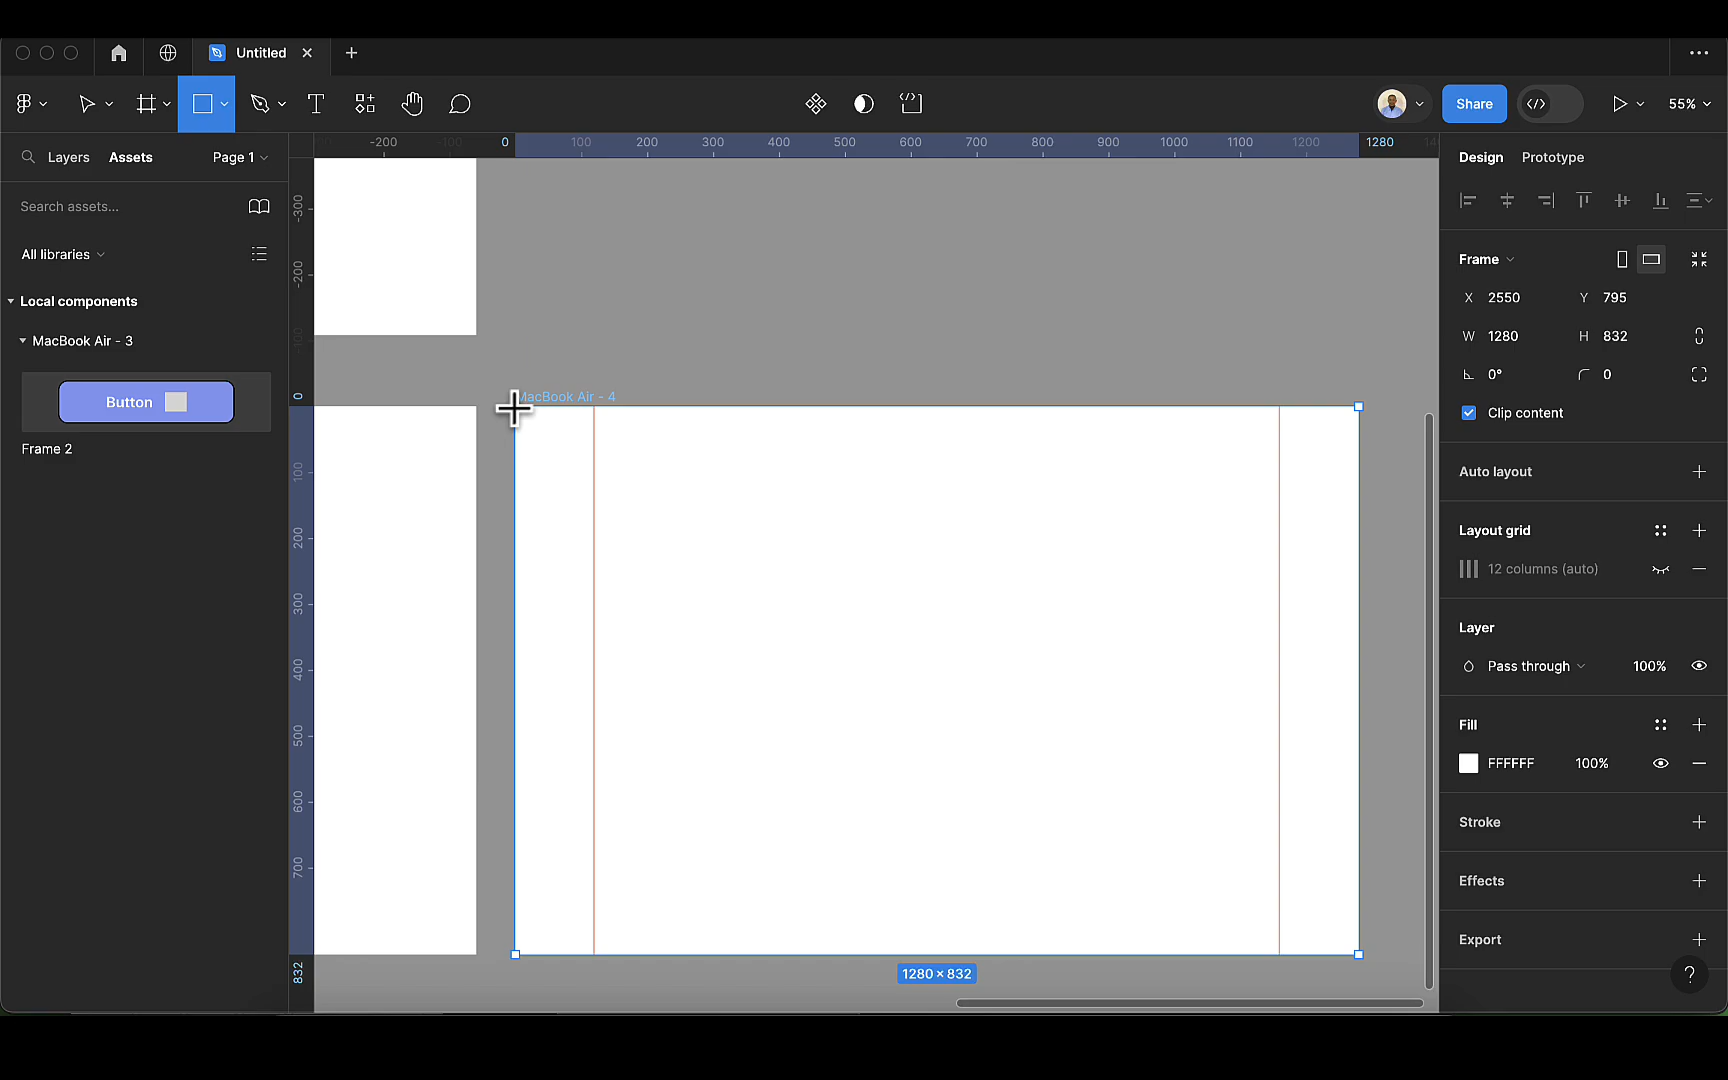 Untitled
Share
55%
Layers
Assets
Page 1
Search assets...
All libraries
Local components
MacBook Air - 3
Button
Frame 2
-200
-100
0
100
200
300
400
500
600
700
800
900
1000
1100
1200
1280
-300
-200
-100
0
100
200
300
400
500
600
700
832
MacBook Air - 4
1280 × 832
Design
Prototype
Frame
X 2550
Y 795
W 1280
H 832
0°
0
Clip content
Auto layout
Layout grid
12 columns (auto)
Layer
Pass through
100%
Fill
FFFFFF
100%
Stroke
Effects
Export
?